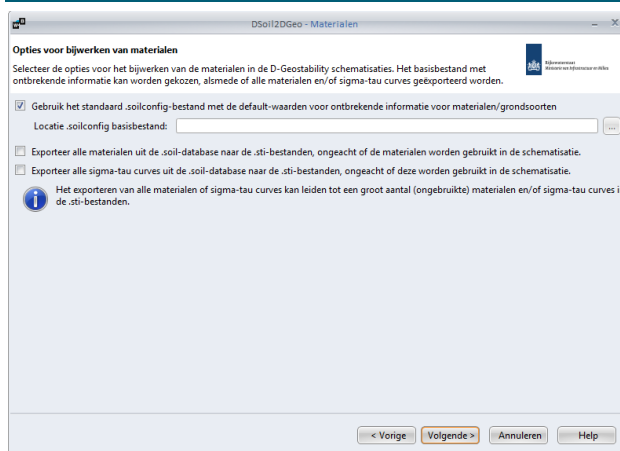 DSoil2DGeo - Materialen
Opties voor bijwerken van materialen
Selecteer de opties voor het bijwerken van de materialen in de D-Geostability schematisaties. Het basisbestand met
ontbrekende informatie kan worden gekozen, alsmede of alle materialen en/of sigma-tau curves geëxporteerd worden.
Rijkswaterstaat
Ministerie van Infrastructuur en Milieu
Gebruik het standaard .soilconfig-bestand met de default-waarden voor ontbrekende informatie voor materialen/grondsoorten
Locatie .soilconfig basisbestand:
...
Exporteer alle materialen uit de .soil-database naar de .sti-bestanden, ongeacht of de materialen worden gebruikt in de schematisatie.
Exporteer alle sigma-tau curves uit de .soil-database naar de .sti-bestanden, ongeacht of deze worden gebruikt in de schematisatie.
Het exporteren van alle materialen of sigma-tau curves kan leiden tot een groot aantal (ongebruikte) materialen en/of sigma-tau curves i
de .sti-bestanden.
< Vorige
Volgende >
Annuleren
Help